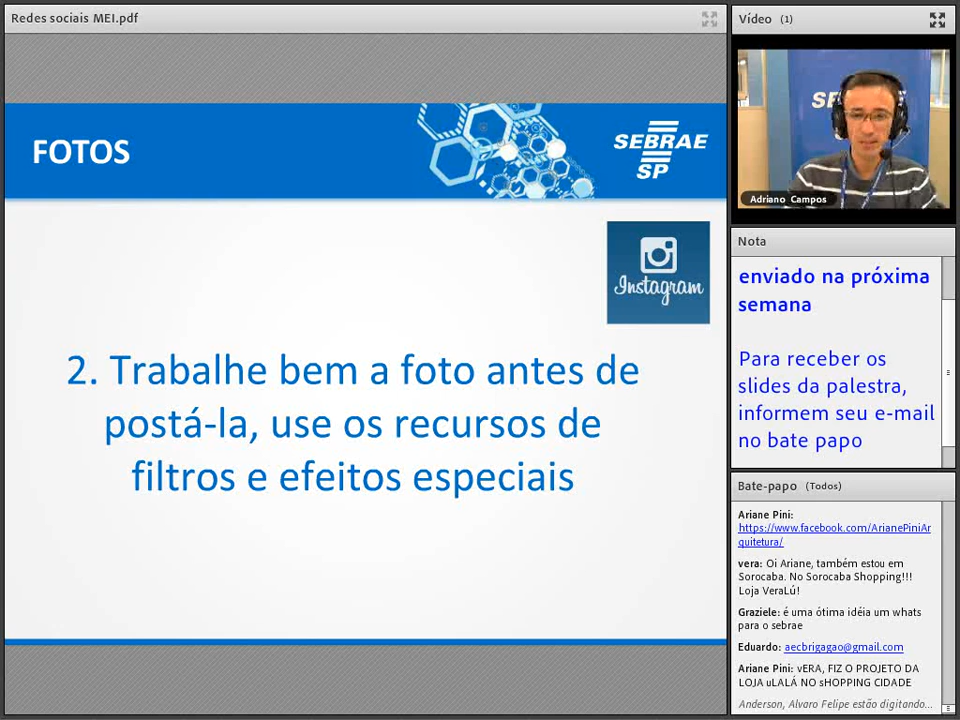 Redes sociais MEI.pdf
FOTOS
SEBRAE
SP
Instagram
2. Trabalhe bem a foto antes de
postá-la, use os recursos de
filtros e efeitos especiais
Vídeo (1)
Adriano Campos
Nota
enviado na próxima
semana
Para receber os
slides da palestra,
informem seu e-mail
no bate papo
Bate-papo (Todos)
Ariane Pini:
https://www.facebook.com/ArianePiniAr
quitetura/
vera: Oi Ariane, também estou em
Sorocaba. No Sorocaba Shopping!!!
Loja VeraLú!
Graziele: é uma ótima idéia um whats
para o sebrae
Eduardo: aecbrigagao@gmail.com
Ariane Pini: vERA, FIZ O PROJETO DA
LOJA uLALÁ NO sHOPPING CIDADE
Anderson, Alvaro Felipe estão digitando...